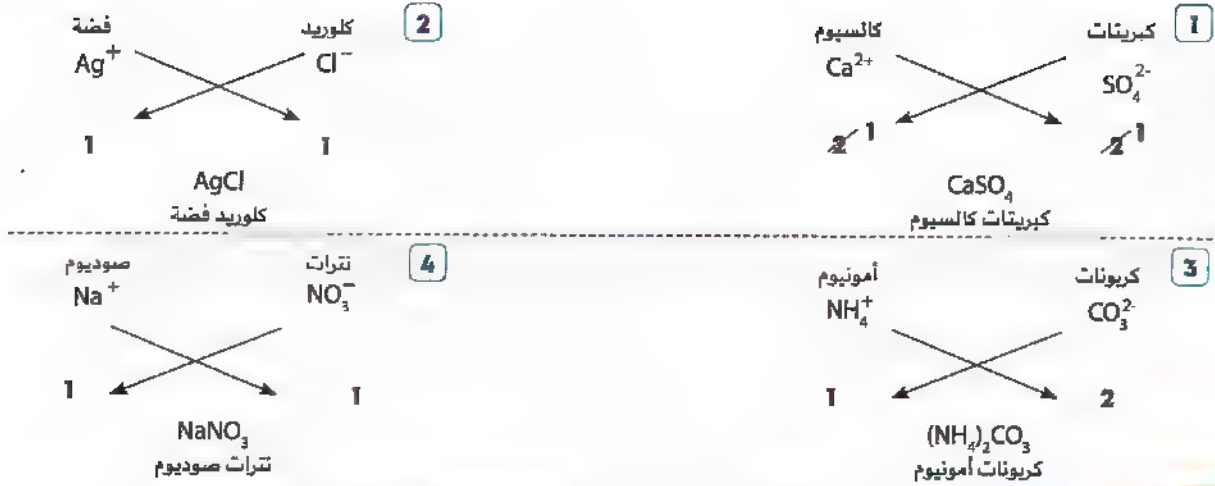 1
كبريتات كالسيوم
SO₄²⁻ Ca²⁺
2 1 2 1
CaSO₄
كبريتات كالسيوم
2
كلوريد فضة
Cl⁻ Ag⁺
1 1
AgCl
كلوريد فضة
3
كربونات أمونيوم
CO₃²⁻ NH₄⁺
2 1
(NH₄)₂CO₃
كربونات أمونيوم
4
نترات صوديوم
NO₃⁻ Na⁺
1 1
NaNO₃
نترات صوديوم